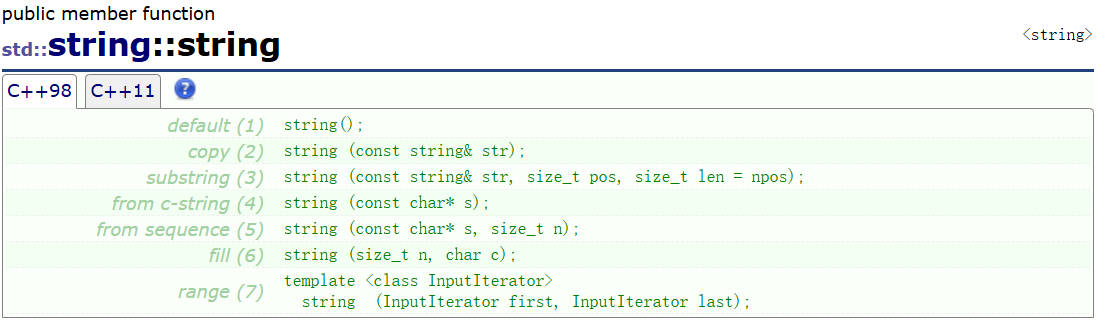 public member function
<string>
std::string::string
C++98 C++11 ?
default (1) string();
copy (2) string (const string& str);
substring (3) string (const string& str, size_t pos, size_t len = npos);
from c-string (4) string (const char* s);
from sequence (5) string (const char* s, size_t n);
fill (6) string (size_t n, char c);
range (7) template <class InputIterator>
string (InputIterator first, InputIterator last);